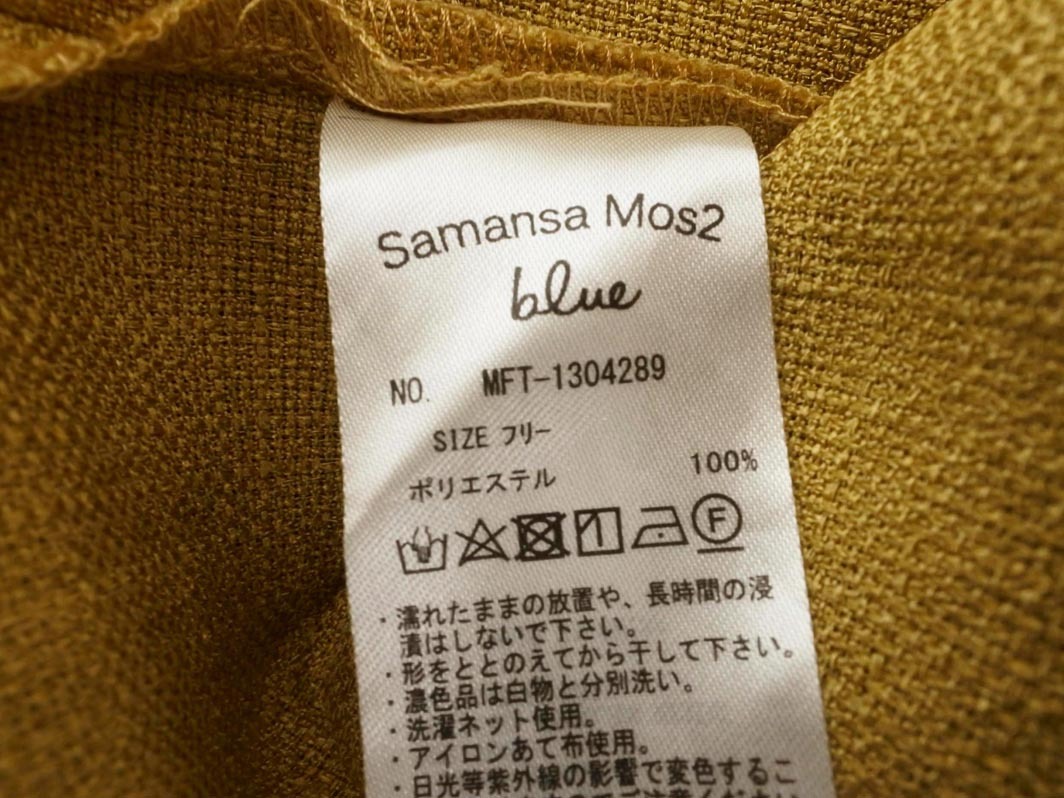 Samansa Mos2
blue
NO. MFT-1304289
SIZE フリー
ポリエステル 100%
F
・濡れたままの放置や、長時間の浸
漬はしないで下さい。
・形をととのえてから干して下さい。
・濃色品は白物と分別洗い。
・洗濯ネット使用。
・アイロンあて布使用。
・日光等紫外線の影響で変色するこ